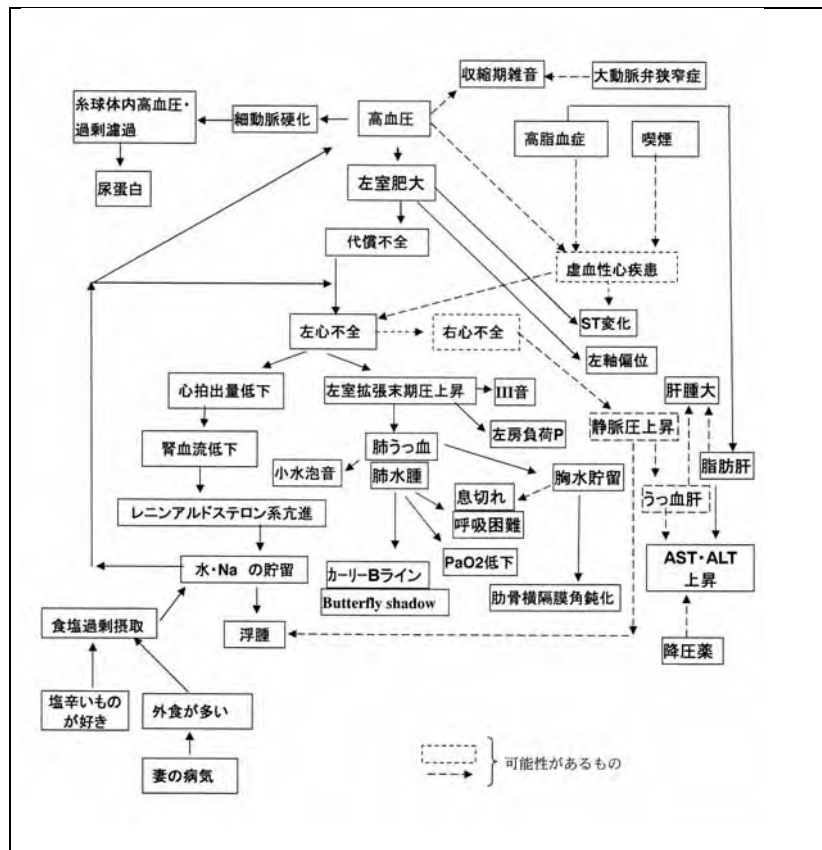 収縮期雑音
大動脈弁狭窄症
糸球体内高血圧・
過剰濾過
細動脈硬化
高血圧
高脂血症
喫煙
尿蛋白
左室肥大
代償不全
虚血性心疾患
左心不全
右心不全
ST変化
左軸偏位
心拍出量低下
左室拡張末期圧上昇
III音
肝腫大
左房負荷P
静脈圧上昇
腎血流低下
肺うっ血
小水泡音
肺水腫
息切れ
胸水貯留
脂肪肝
うっ血肝
呼吸困難
レニンアルドステロン系亢進
PaO2低下
AST・ALT
上昇
水・Na の貯留
カーリーBライン
Butterfly shadow
肋骨横隔膜角鈍化
食塩過剰摂取
浮腫
降圧薬
塩辛いもの
が好き
外食が多い
妻の病気
可能性があるもの